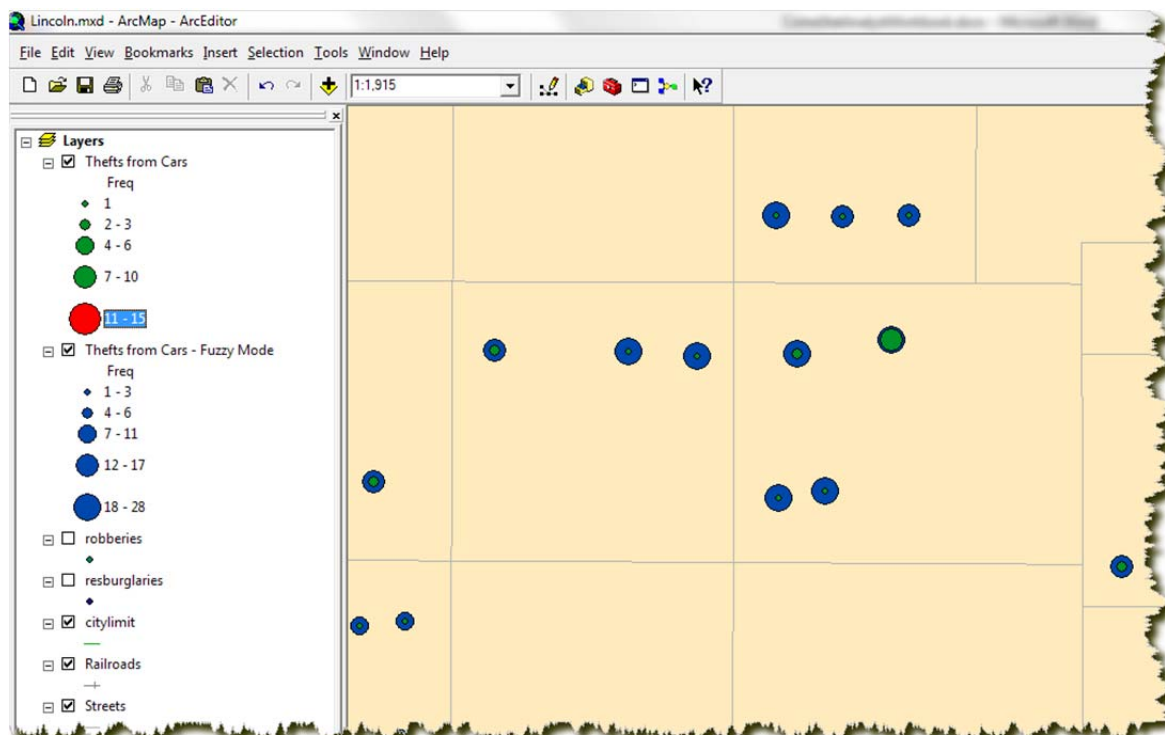 Lincoln.mxd - ArcMap - ArcEditor
File Edit View Bookmarks Insert Selection Tools Window Help
1:1,915
Layers
Thefts from Cars
Freq
1
2 - 3
4 - 6
7 - 10
11 - 15
Thefts from Cars - Fuzzy Mode
Freq
1 - 3
4 - 6
7 - 11
12 - 17
18 - 28
robberies
resburglaries
citylimit
Railroads
Streets